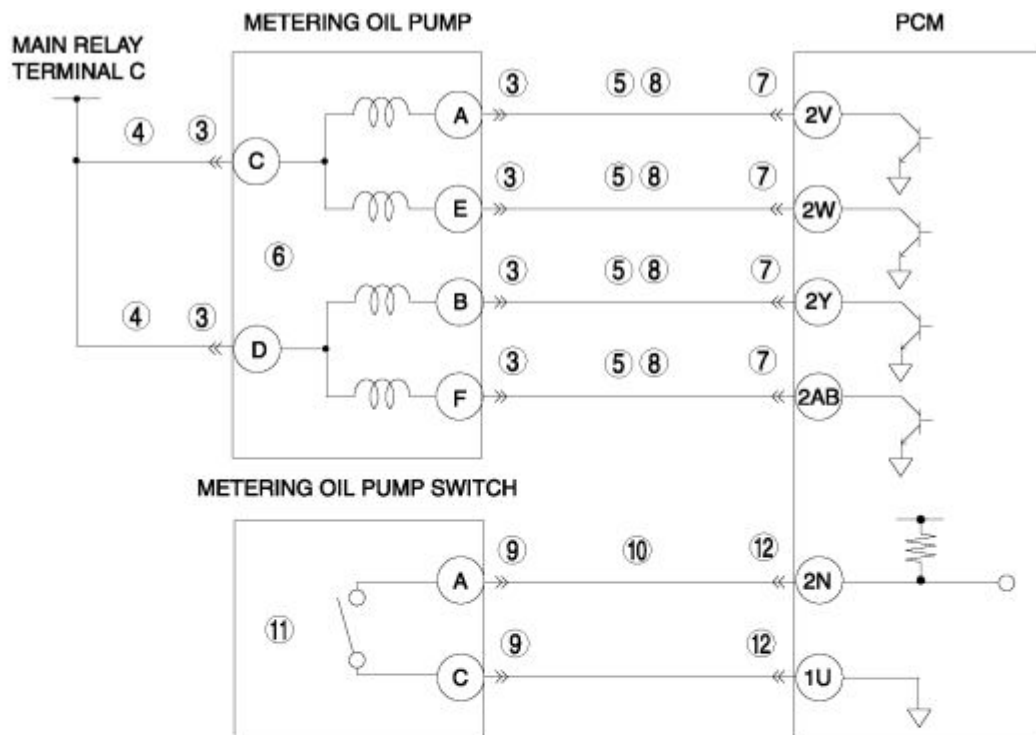 METERING OIL PUMP
PCM
MAIN RELAY
TERMINAL C
③ ⑤ ⑧ ⑦
A 2V
④ ③
C
③ ⑤ ⑧ ⑦
E 2W
⑥
③ ⑤ ⑧ ⑦
B 2Y
④ ③
D
③ ⑤ ⑧ ⑦
F 2AB
METERING OIL PUMP SWITCH
⑨ ⑩ ⑫
A 2N
⑪
⑨ ⑫
C 1U